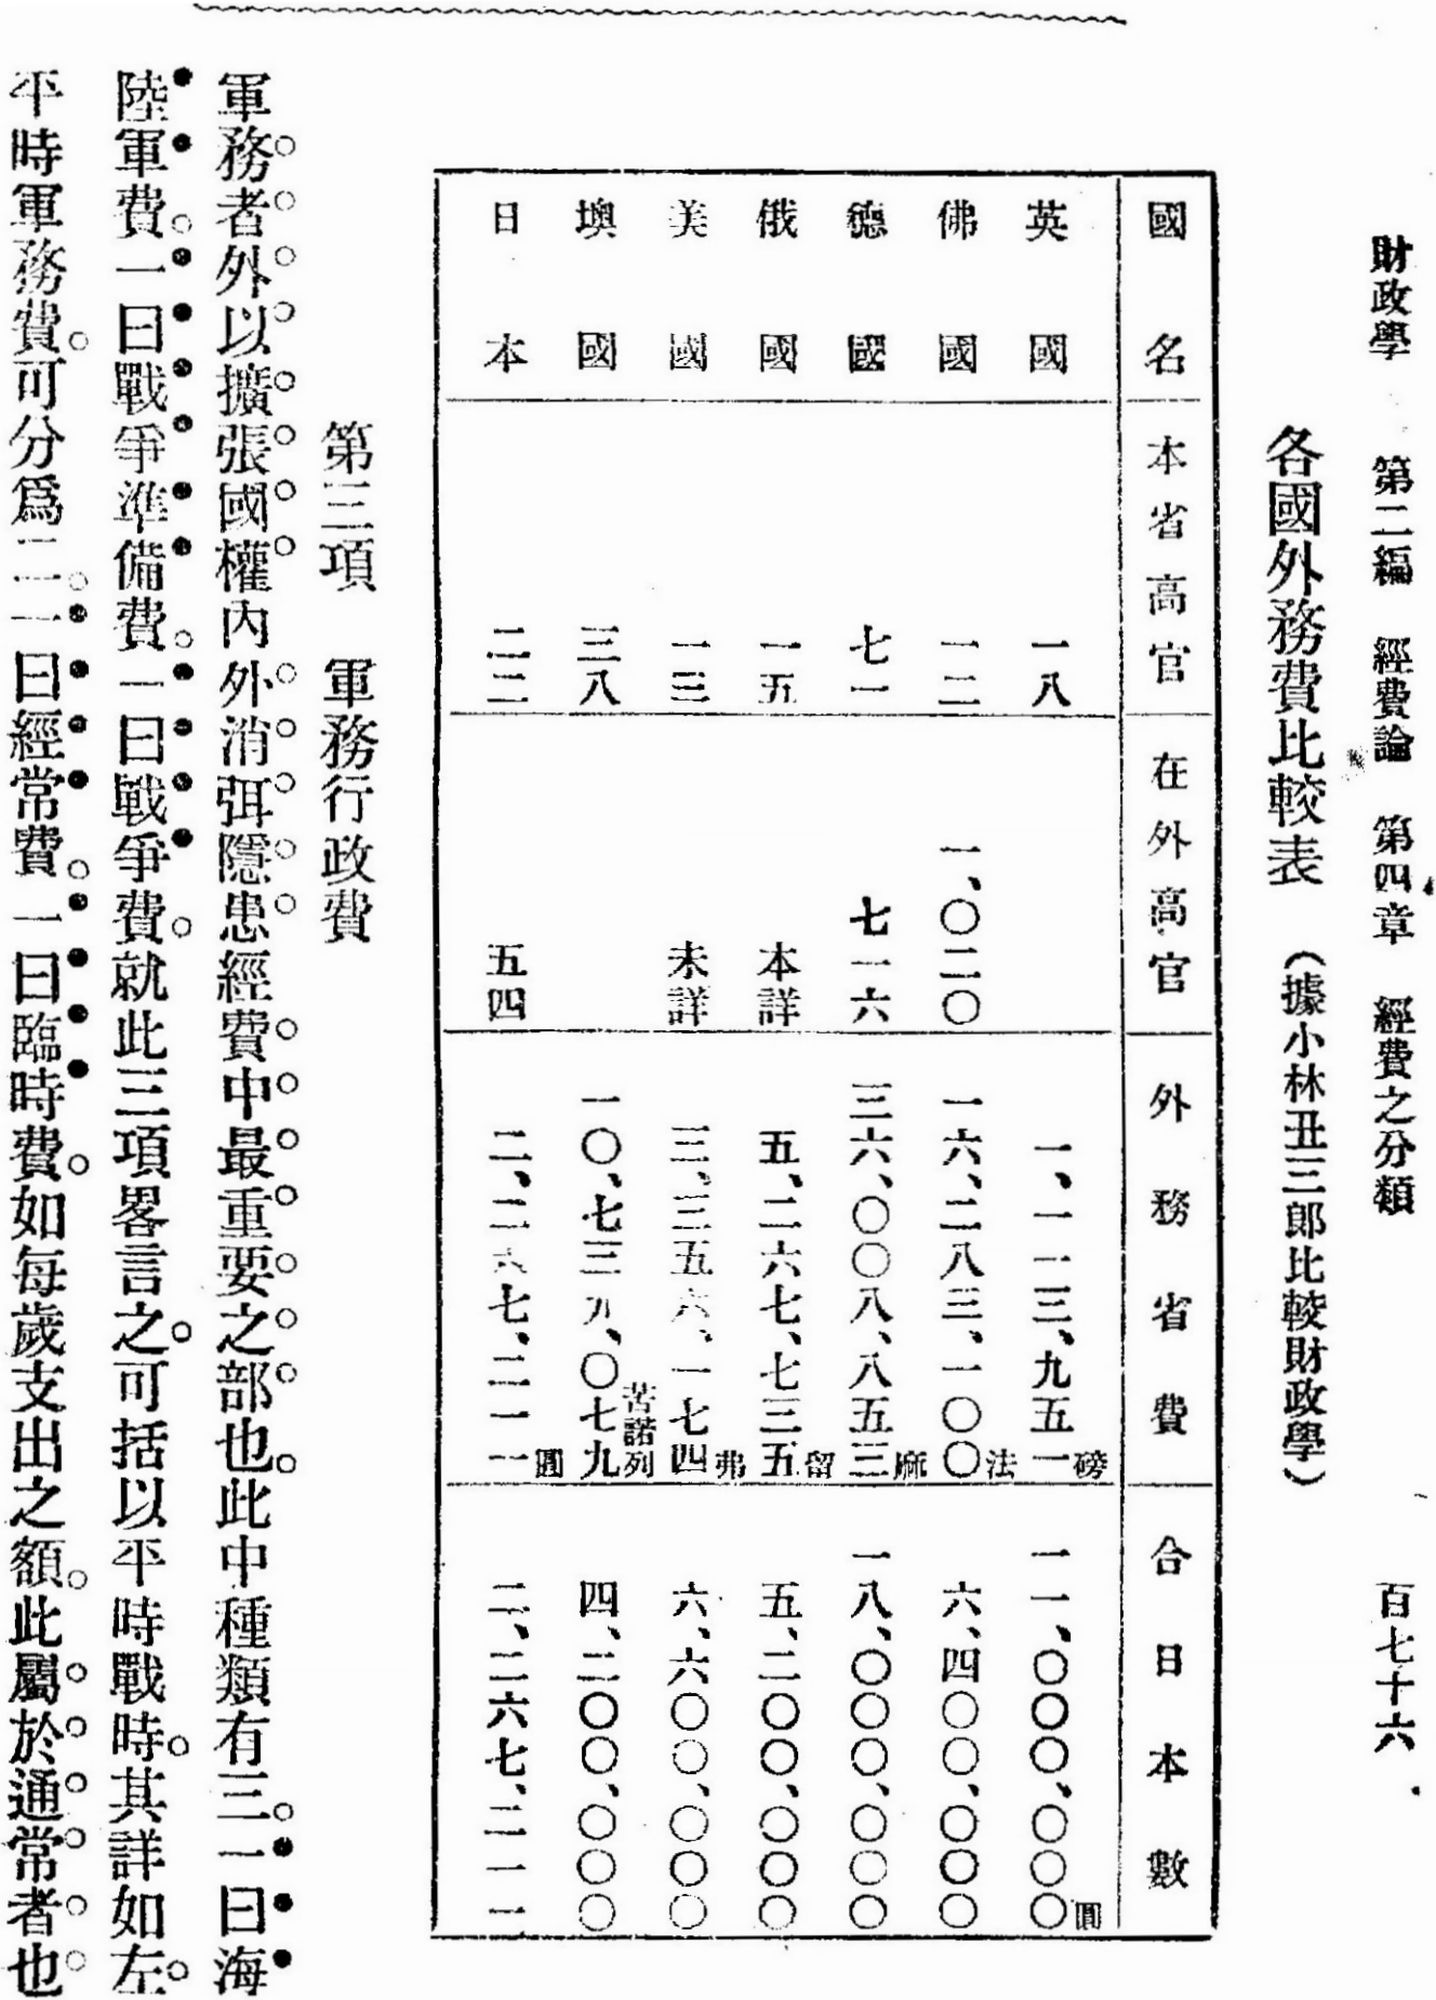 財政學　第二編　經費論　第四章　經費之分類　百七十六
各國外務費比較表　（據小林丑三郎比較財政學）
國名　本省高官　在外高官　外務省費　合日本數
英國　一八　一、一一三、九五一磅　一一、〇〇〇、〇〇〇圓
佛國　一二　一、〇二〇　一六、二八三、一〇〇法　六、四〇〇、〇〇〇
德國　七一　七一六　三六、〇〇八、八五三麻　一八、〇〇〇、〇〇〇
俄國　一五　本詳　五、二六七、七三五留　五、二〇〇、〇〇〇
美國　一三　未詳　三、三五六、一七四弗　六、六〇〇、〇〇〇
墺國　三八　一〇、七三九、〇七九苦諾列　四、二〇〇、〇〇〇
日本　二二　五四　二、二六七、二一一圓　二、二六七、二一一
第三項　軍務行政費
軍務者外以擴張國權內外消弭隱患經費中最重要之部也。此中種類有三。一曰海
陸軍費。一曰戰爭準備費。一曰戰爭費。就此三項畧言之。可括以平時戰時。其詳如左。
平時軍務費。可分爲二。一曰經常費。一曰臨時費。如每歲支出之額。此屬於通常者也